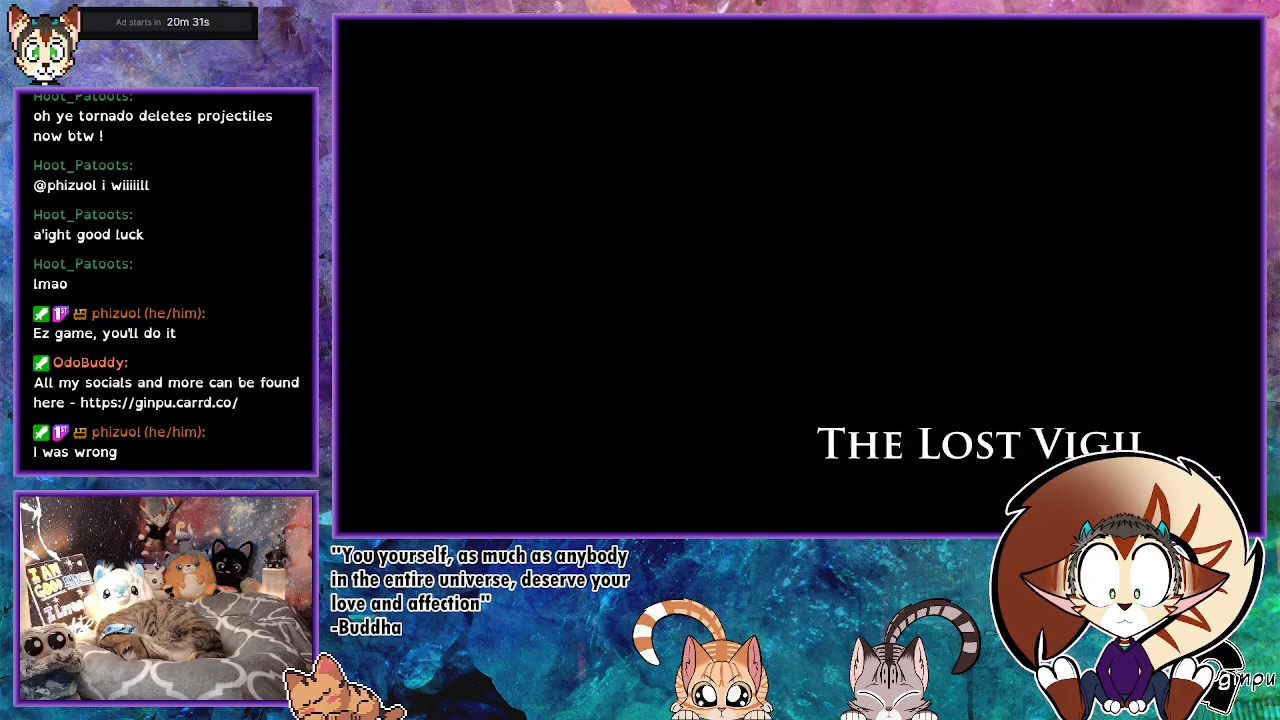 Ad starts in 20m 31s
Hoot_Patoots:
oh ye tornado deletes projectiles
now btw !
Hoot_Patoots:
@phizuol i wiiiiill
Hoot_Patoots:
a'ight good luck
Hoot_Patoots:
lmao
1ST phizuol (he/him):
Ez game, you'll do it
OdoBuddy:
All my socials and more can be found
here - https://ginpu.carrd.co/
1ST phizuol (he/him):
I was wrong
THE LOST VIGIL
I AM
"You yourself, as much as anybody
in the entire universe, deserve your
love and affection"
-Buddha
ginpu